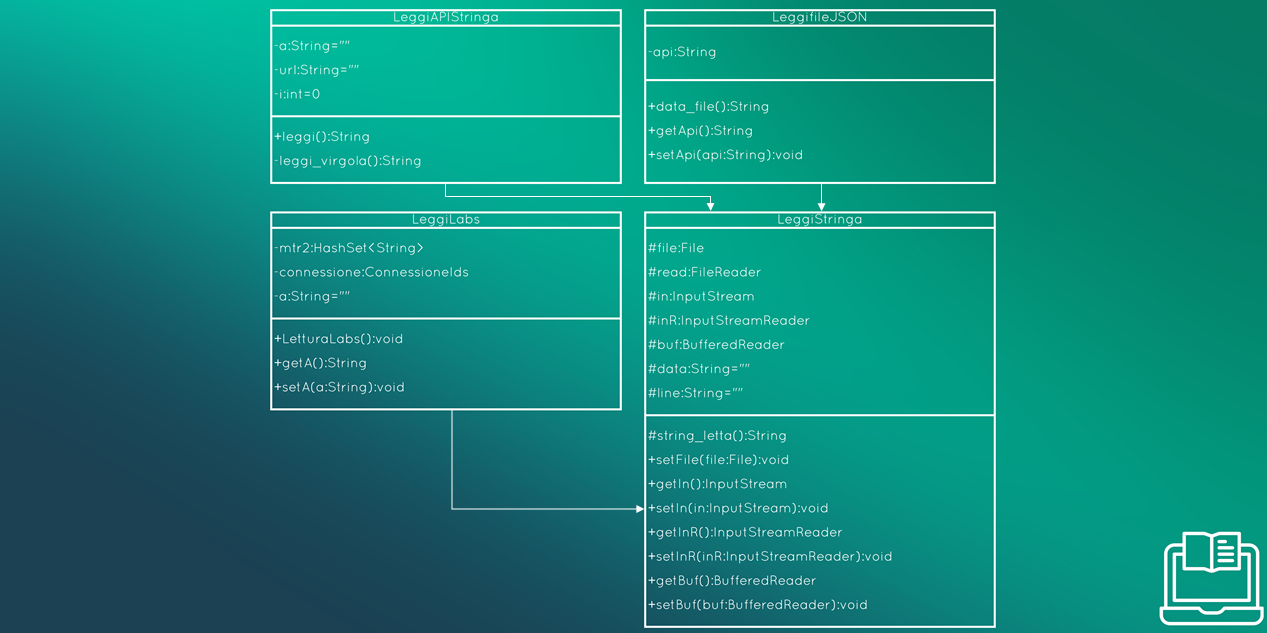 LeggiAPIStringa
-a:String=""
-url:String=""
-i:int=0
+leggi():String
-leggi_virgola():String
LeggifileJSON
-api:String
+data_file():String
+getApi():String
+setApi(api:String):void
LeggiLabs
-mtr2:HashSet<String>
-connessione:ConnessioneIds
-a:String=""
+LetturaLabs():void
+getA():String
+setA(a:String):void
LeggiStringa
#file:File
#read:FileReader
#in:InputStream
#inR:InputStreamReader
#buf:BufferedReader
#data:String=""
#line:String=""
#string_letta():String
+setFile(file:File):void
+getIn():InputStream
+setIn(in:InputStream):void
+getInR():InputStreamReader
+setInR(inR:InputStreamReader):void
+getBuf():BufferedReader
+setBuf(buf:BufferedReader):void